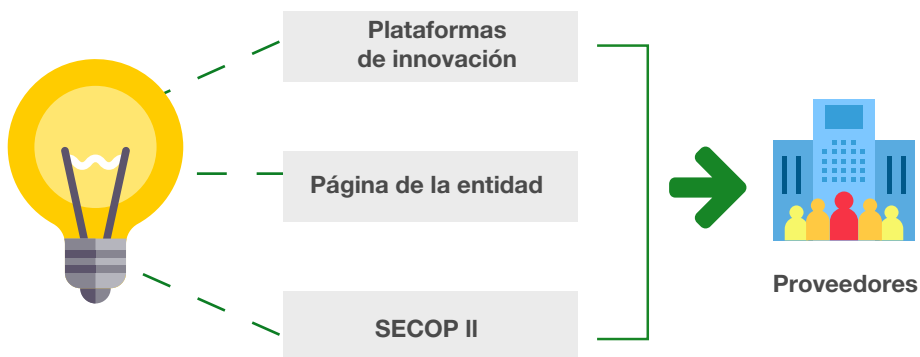 Plataformas
de innovación
Página de la entidad
SECOP II
Proveedores